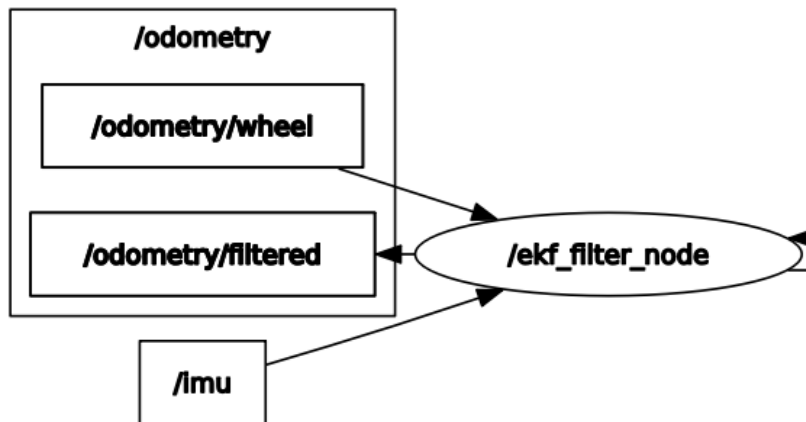 /odometry
/odometry/wheel
/odometry/filtered
/ekf_filter_node
/imu